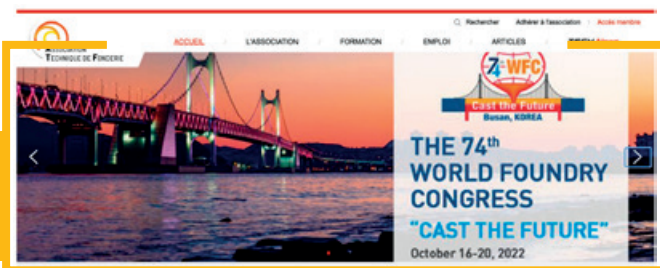 Rechercher Adhérer à l'association Accès membre
ASSOCIATION
TECHNIQUE DE FONDERIE
ACCUEIL L'ASSOCIATION FORMATION EMPLOI ARTICLES
74 WFC
Cast the Future
Busan, KOREA
THE 74th
WORLD FOUNDRY
CONGRESS
"CAST THE FUTURE"
October 16-20, 2022